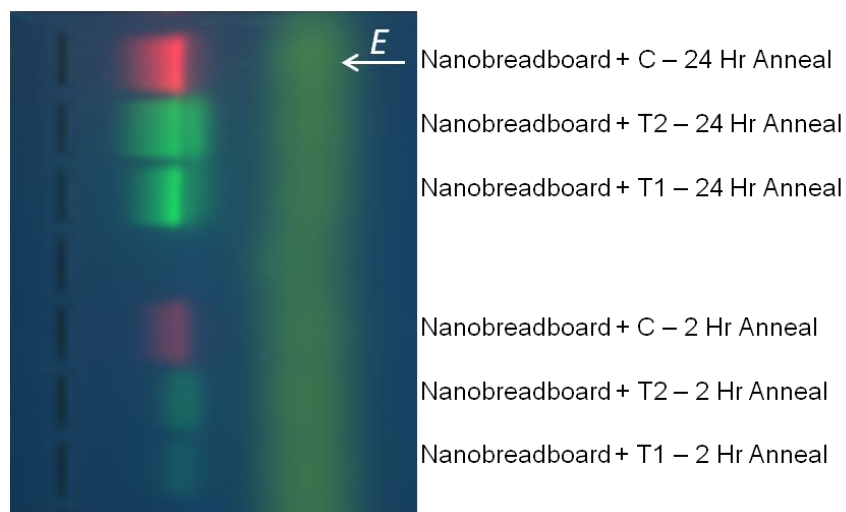 E
Nanobreadboard + C – 24 Hr Anneal
Nanobreadboard + T2 – 24 Hr Anneal
Nanobreadboard + T1 – 24 Hr Anneal
Nanobreadboard + C – 2 Hr Anneal
Nanobreadboard + T2 – 2 Hr Anneal
Nanobreadboard + T1 – 2 Hr Anneal